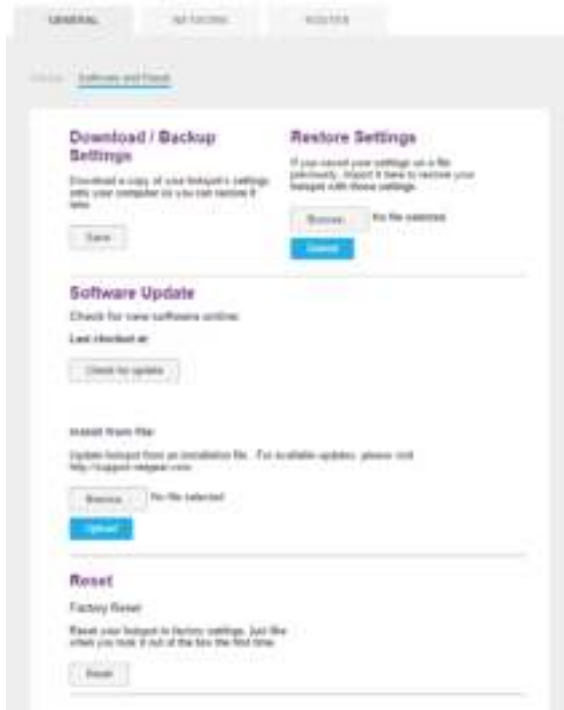 GENERAL NETWORK ROUTER
Software and Reset
Download / Backup
Settings
Download a copy of your hotspot's settings
onto your computer so you can restore it
later.
Save
Restore Settings
If you saved your settings as a file
previously, import it here to restore your
hotspot with those settings.
Browse... No file selected.
Software Update
Check for new software online:
Last checked at
Check for update
Install from file:
Update hotspot from an installation file. For available updates, please visit
http://support.netgear.com
Browse... No file selected.
Upload
Reset
Factory Reset
Reset your hotspot to factory settings, just like
when you took it out of the box the first time.
Reset